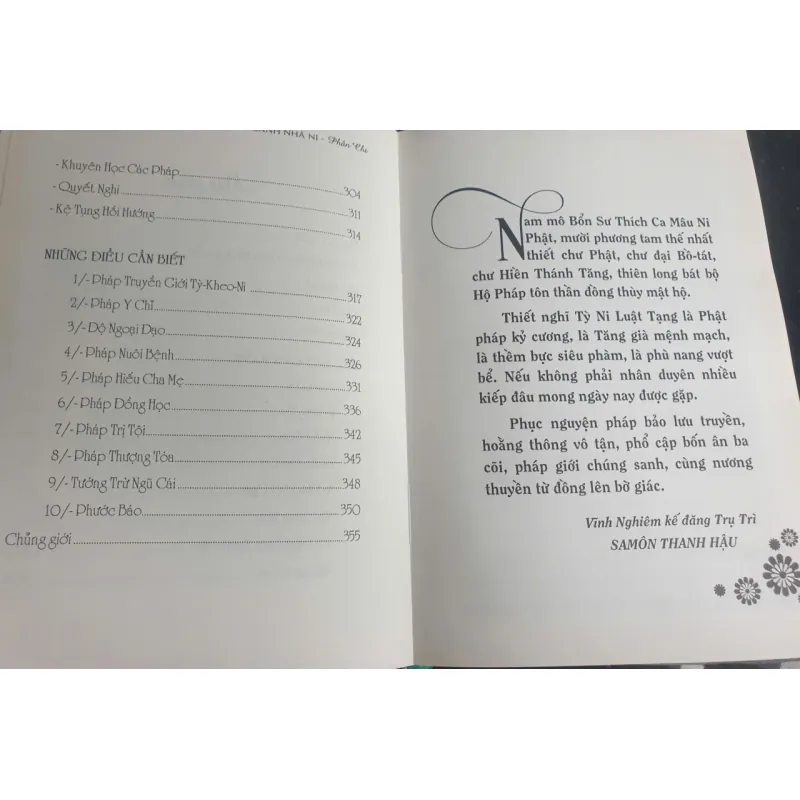 NHÀ NI - Phần Chi
- Khuyên Học Các Pháp....................304
- Quyết Nghi....................311
- Kệ Tụng Hồi Hướng....................314
NHỮNG ĐIỀU CẦN BIẾT
1/- Pháp Truyền Giới Tỳ-Kheo-Ni....................317
2/- Pháp Y Chỉ....................322
3/- Độ Ngoại Đạo....................324
4/- Pháp Nuôi Bệnh....................326
5/- Pháp Hiếu Cha Mẹ....................331
6/- Pháp Đồng Học....................336
7/- Pháp Trị Tội....................342
8/- Pháp Thượng Tòa....................345
9/- Tưởng Trừ Ngũ Cái....................348
10/- Phước Báo....................350
Chủng giới....................355
Nam mô Bổn Sư Thích Ca Mâu Ni
Phật, mười phương tam thế nhất
thiết chư Phật, chư đại Bồ-tát,
chư Hiền Thánh Tăng, thiên long bát bộ
Hộ Pháp tôn thần đồng thùy mật hộ.
Thiết nghĩ Tỳ Ni Luật Tạng là Phật
pháp kỷ cương, là Tăng già mệnh mạch,
là thềm bực siêu phàm, là phù nang vượt
bể. Nếu không phải nhân duyên nhiều
kiếp đâu mong ngày nay được gặp.
Phục nguyện pháp bảo lưu truyền,
hoằng thông vô tận, phổ cập bốn ân ba
cõi, pháp giới chúng sanh, cùng nương
thuyền từ đồng lên bờ giác.
Vĩnh Nghiêm kế đăng Trụ Trì
SAMÔN THANH HẬU